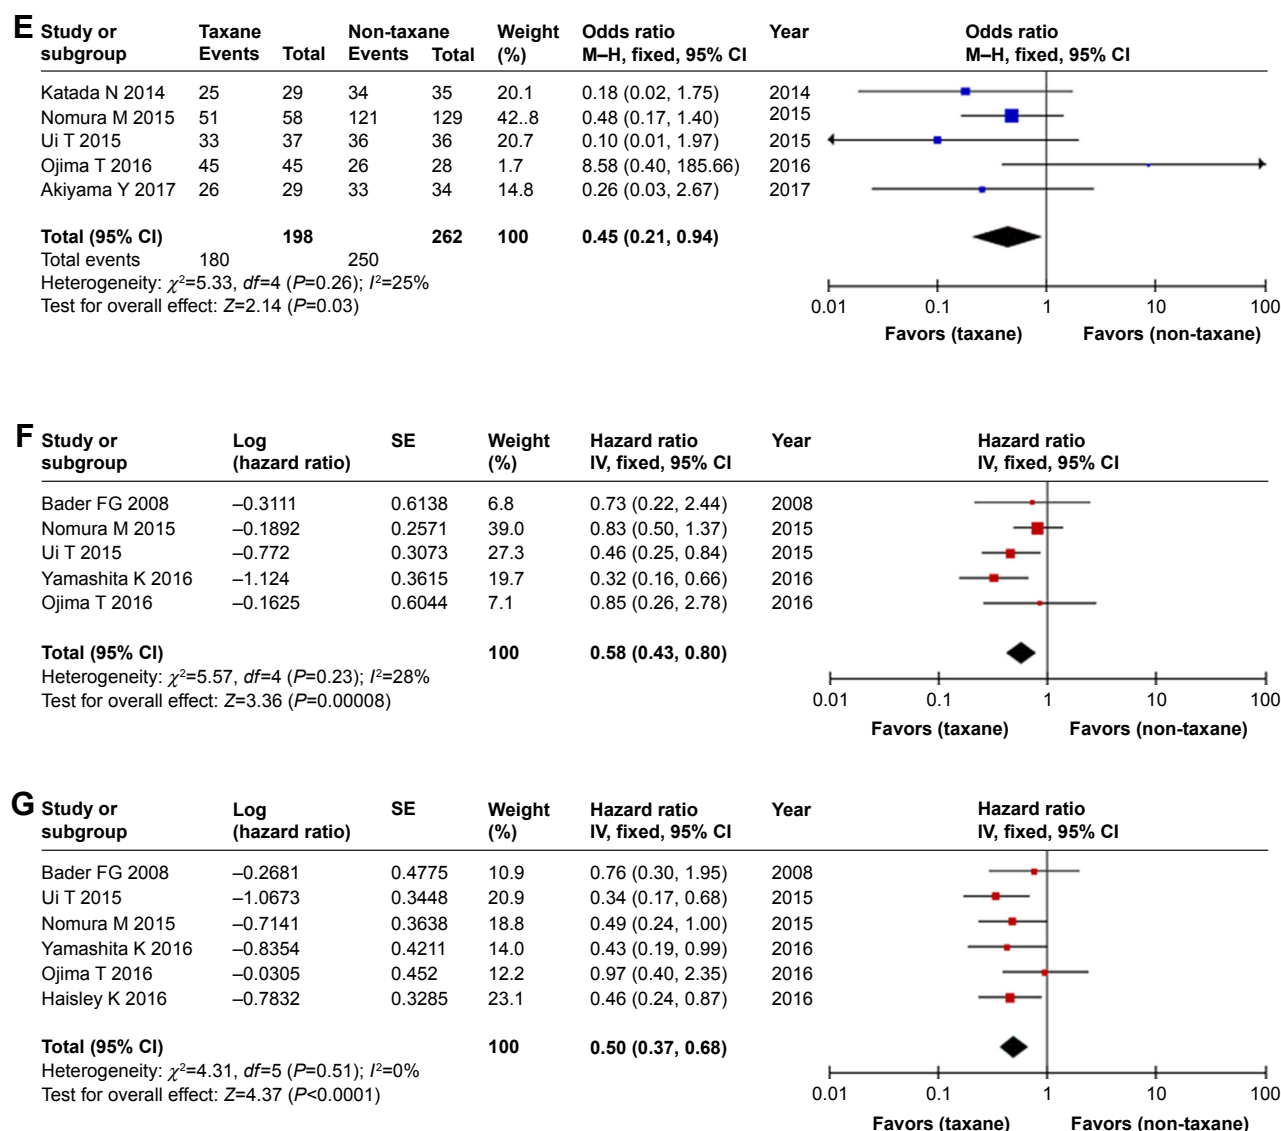 E Study or Taxane Non-taxane Weight Odds ratio Year Odds ratio
subgroup Events Total Events Total (%) M–H, fixed, 95% CI M–H, fixed, 95% CI
Katada N 2014 25 29 34 35 20.1 0.18 (0.02, 1.75) 2014
Nomura M 2015 51 58 121 129 42..8 0.48 (0.17, 1.40) 2015
Ui T 2015 33 37 36 36 20.7 0.10 (0.01, 1.97) 2015
Ojima T 2016 45 45 26 28 1.7 8.58 (0.40, 185.66) 2016
Akiyama Y 2017 26 29 33 34 14.8 0.26 (0.03, 2.67) 2017
Total (95% CI) 198 262 100 0.45 (0.21, 0.94)
Total events 180 250
Heterogeneity: χ²=5.33, df=4 (P=0.26); I²=25%
Test for overall effect: Z=2.14 (P=0.03)
0.01 0.1 1 10 100
Favors (taxane) Favors (non-taxane)
F Study or Log SE Weight Hazard ratio Year Hazard ratio
subgroup (hazard ratio) (%) IV, fixed, 95% CI IV, fixed, 95% CI
Bader FG 2008 –0.3111 0.6138 6.8 0.73 (0.22, 2.44) 2008
Nomura M 2015 –0.1892 0.2571 39.0 0.83 (0.50, 1.37) 2015
Ui T 2015 –0.772 0.3073 27.3 0.46 (0.25, 0.84) 2015
Yamashita K 2016 –1.124 0.3615 19.7 0.32 (0.16, 0.66) 2016
Ojima T 2016 –0.1625 0.6044 7.1 0.85 (0.26, 2.78) 2016
Total (95% CI) 100 0.58 (0.43, 0.80)
Heterogeneity: χ²=5.57, df=4 (P=0.23); I²=28%
Test for overall effect: Z=3.36 (P=0.00008)
0.01 0.1 1 10 100
Favors (taxane) Favors (non-taxane)
G Study or Log SE Weight Hazard ratio Year Hazard ratio
subgroup (hazard ratio) (%) IV, fixed, 95% CI IV, fixed, 95% CI
Bader FG 2008 –0.2681 0.4775 10.9 0.76 (0.30, 1.95) 2008
Ui T 2015 –1.0673 0.3448 20.9 0.34 (0.17, 0.68) 2015
Nomura M 2015 –0.7141 0.3638 18.8 0.49 (0.24, 1.00) 2015
Yamashita K 2016 –0.8354 0.4211 14.0 0.43 (0.19, 0.99) 2016
Ojima T 2016 –0.0305 0.452 12.2 0.97 (0.40, 2.35) 2016
Haisley K 2016 –0.7832 0.3285 23.1 0.46 (0.24, 0.87) 2016
Total (95% CI) 100 0.50 (0.37, 0.68)
Heterogeneity: χ²=4.31, df=5 (P=0.51); I²=0%
Test for overall effect: Z=4.37 (P<0.0001)
0.01 0.1 1 10 100
Favors (taxane) Favors (non-taxane)